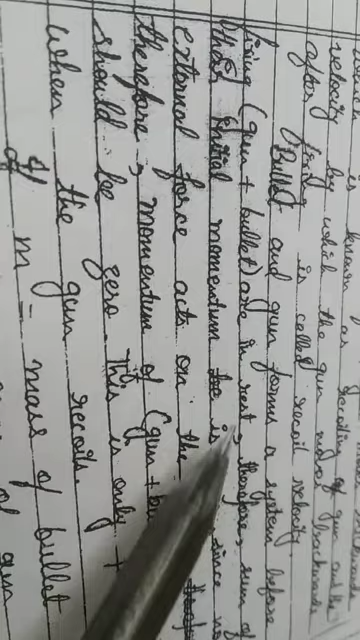 is known as recoiling of gun and the
velocity by which the gun moves backwards
after firing is called recoil velocity
Bullet and gun forms a system before
firing (gun + bullet) are in rest, therefore, sum of
their initial momentum is since no
external force acts on the
therefore, momentum of (gun + bu
should be zero. This is only
when the gun recoils.
If m = mass of bullet
of gun